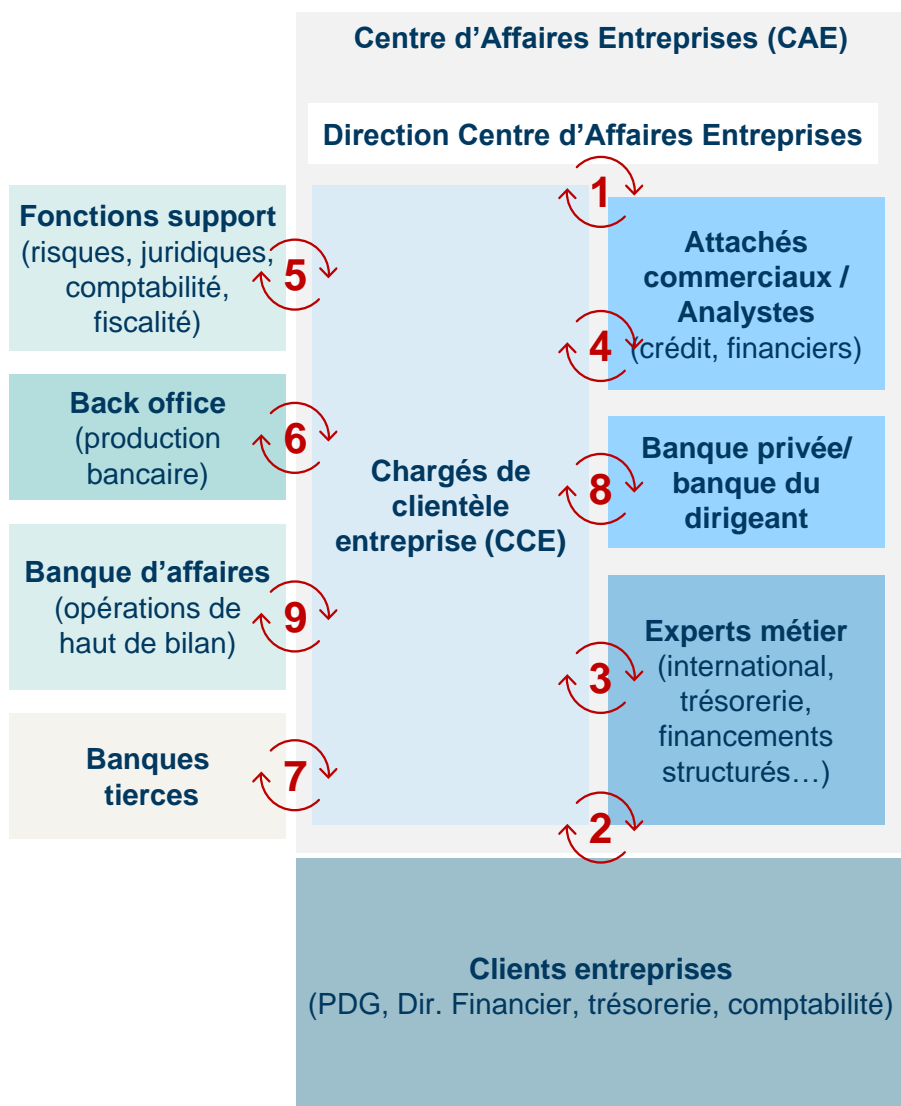 Centre d’Affaires Entreprises (CAE)
Direction Centre d’Affaires Entreprises
1
Fonctions support
(risques, juridiques,
comptabilité,
fiscalité)
5
Attachés
commerciaux /
Analystes
(crédit, financiers)
4
Back office
(production
bancaire)
6
Chargés de
clientèle
entreprise (CCE)
8
Banque privée/
banque du
dirigeant
Banque d’affaires
(opérations de
haut de bilan)
9
Experts métier
(international,
trésorerie,
financements
structurés…)
3
Banques
tierces
7
2
Clients entreprises
(PDG, Dir. Financier, trésorerie, comptabilité)